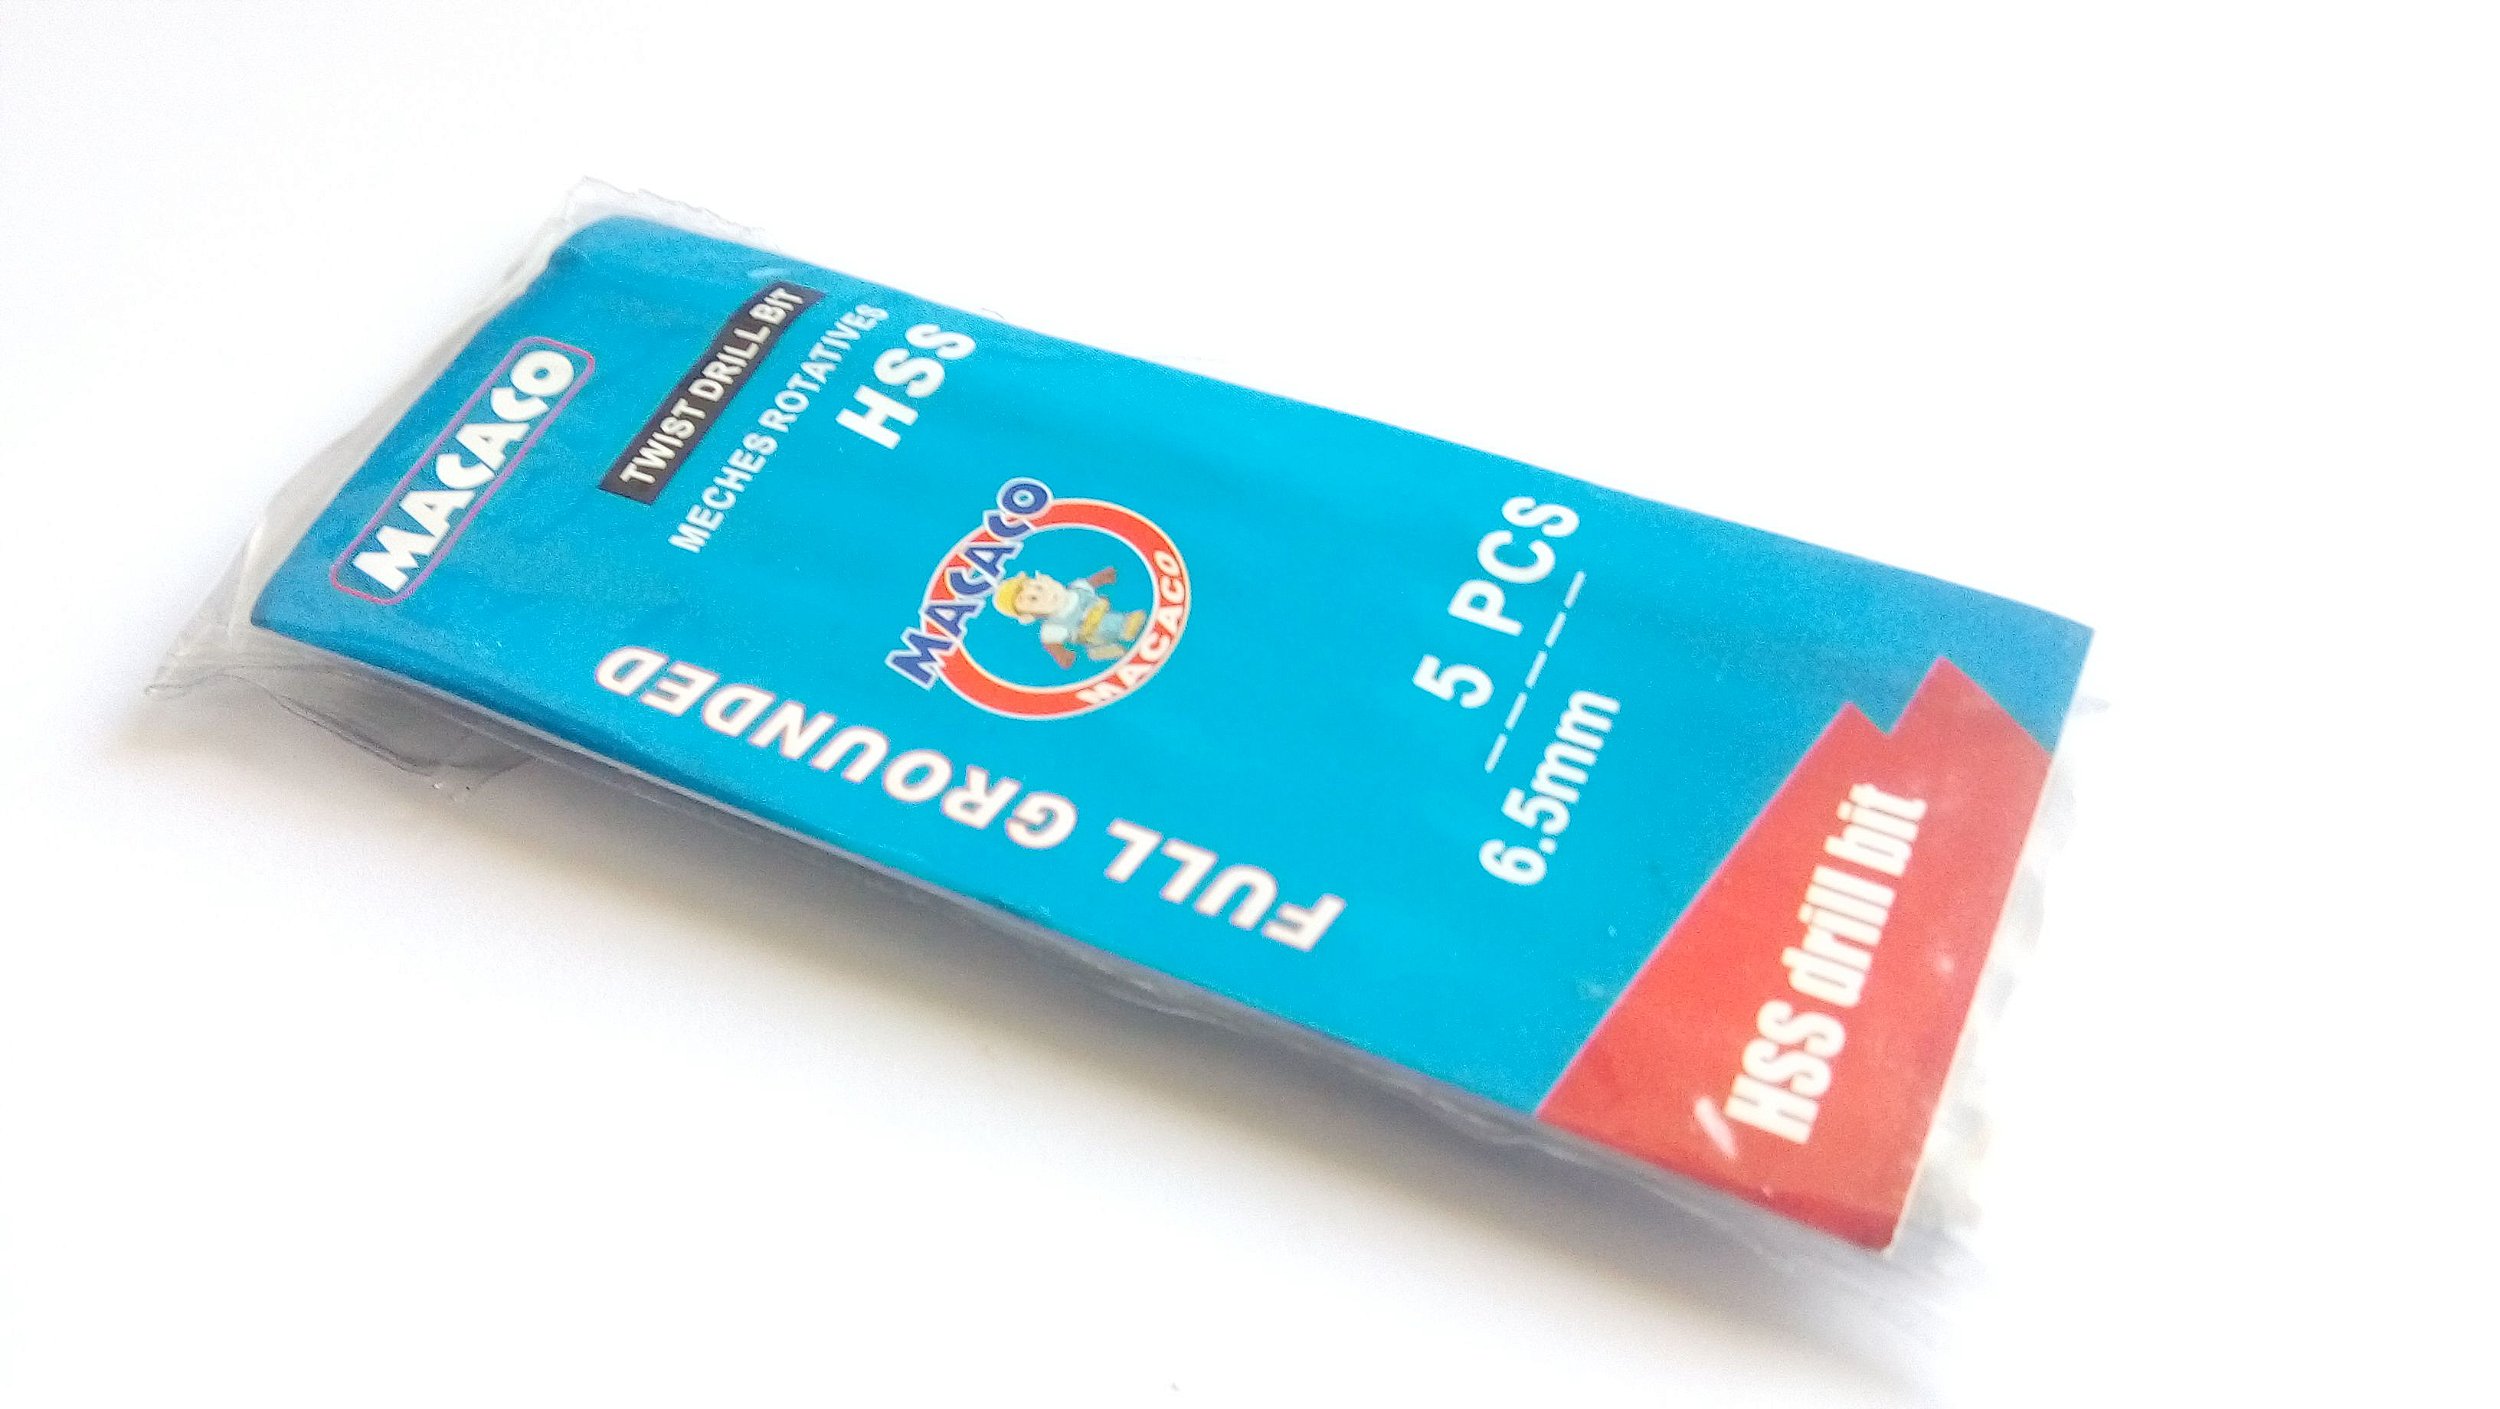 MACACO
TWIST DRILL BIT
MECHES ROTATIVES
HSS
MACACO
MACACO
FULL GROUNDED
5 PCS
6.5mm
HSS drill bit